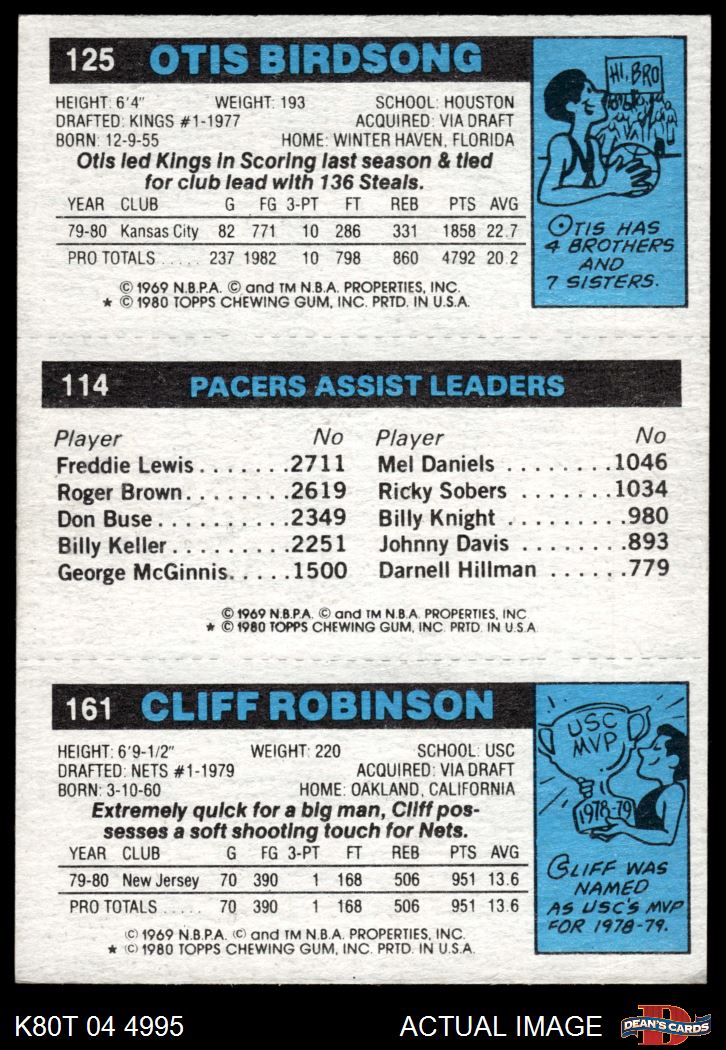 125 OTIS BIRDSONG
HEIGHT: 6'4" WEIGHT: 193 SCHOOL: HOUSTON
DRAFTED: KINGS #1-1977 ACQUIRED: VIA DRAFT
BORN: 12-9-55 HOME: WINTER HAVEN, FLORIDA
Otis led Kings in Scoring last season & tied
for club lead with 136 Steals.
YEAR CLUB G FG 3-PT FT REB PTS AVG
79-80 Kansas City 82 771 10 286 331 1858 22.7
PRO TOTALS ..... 237 1982 10 798 860 4792 20.2
© 1969 N.B.P.A. © and TM N.B.A. PROPERTIES, INC.
★ © 1980 TOPPS CHEWING GUM, INC. PRTD. IN U.S.A.
HI, BRO
OTIS HAS
4 BROTHERS
AND
7 SISTERS.
114 PACERS ASSIST LEADERS
Player No Player No
Freddie Lewis.......2711 Mel Daniels ........1046
Roger Brown........2619 Ricky Sobers .......1034
Don Buse...........2349 Billy Knight .........980
Billy Keller..........2251 Johnny Davis ........893
George McGinnis.....1500 Darnell Hillman ......779
© 1969 N.B.P.A. © and TM N.B.A. PROPERTIES, INC
★ © 1980 TOPPS CHEWING GUM, INC. PRTD. IN U.S.A
161 CLIFF ROBINSON
HEIGHT: 6'9-1/2" WEIGHT: 220 SCHOOL: USC
DRAFTED: NETS #1-1979 ACQUIRED: VIA DRAFT
BORN: 3-10-60 HOME: OAKLAND, CALIFORNIA
Extremely quick for a big man, Cliff pos-
sesses a soft shooting touch for Nets.
YEAR CLUB G FG 3-PT FT REB PTS AVG
79-80 New Jersey 70 390 1 168 506 951 13.6
PRO TOTALS ..... 70 390 1 168 506 951 13.6
© 1969 N.B.P.A. © and TM N.B.A. PROPERTIES, INC.
★ © 1980 TOPPS CHEWING GUM, INC. PRTD. IN U.S.A.
USC
MVP
1978-79
CLIFF WAS
NAMED
AS USC'S MVP
FOR 1978-79.
K80T 04 4995 ACTUAL IMAGE
D
DEAN'S CARDS